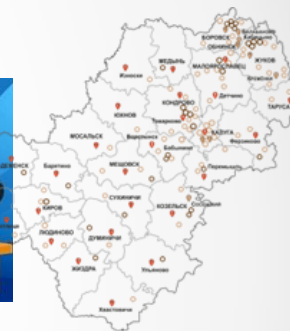 БОРОВСК
ОБНИНСК
МЕДЫНЬ
МАЛОЯРОСЛАВЕЦ
ЖУКОВ
Износки
Детчино
ТАРУСА
КОНДРОВО
ЮХНОВ
Товарково
МОСАЛЬСК
КАЛУГА
Ферзиково
Бабынино
Барятино
МЕЩОВСК
Перемышль
СУХИНИЧИ
КОЗЕЛЬСК
КИРОВ
ЛЮДИНОВО
ДУМИНИЧИ
ЖИЗДРА
Ульяново
Хвастовичи